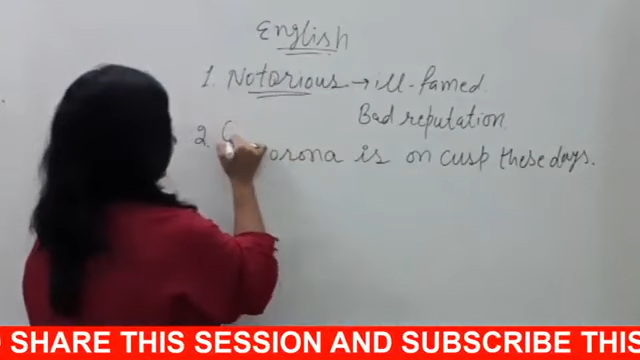 English
1. Notorious → ill-famed
Bad reputation
2. C
orona is on cusp these days.
SHARE THIS SESSION AND SUBSCRIBE THIS